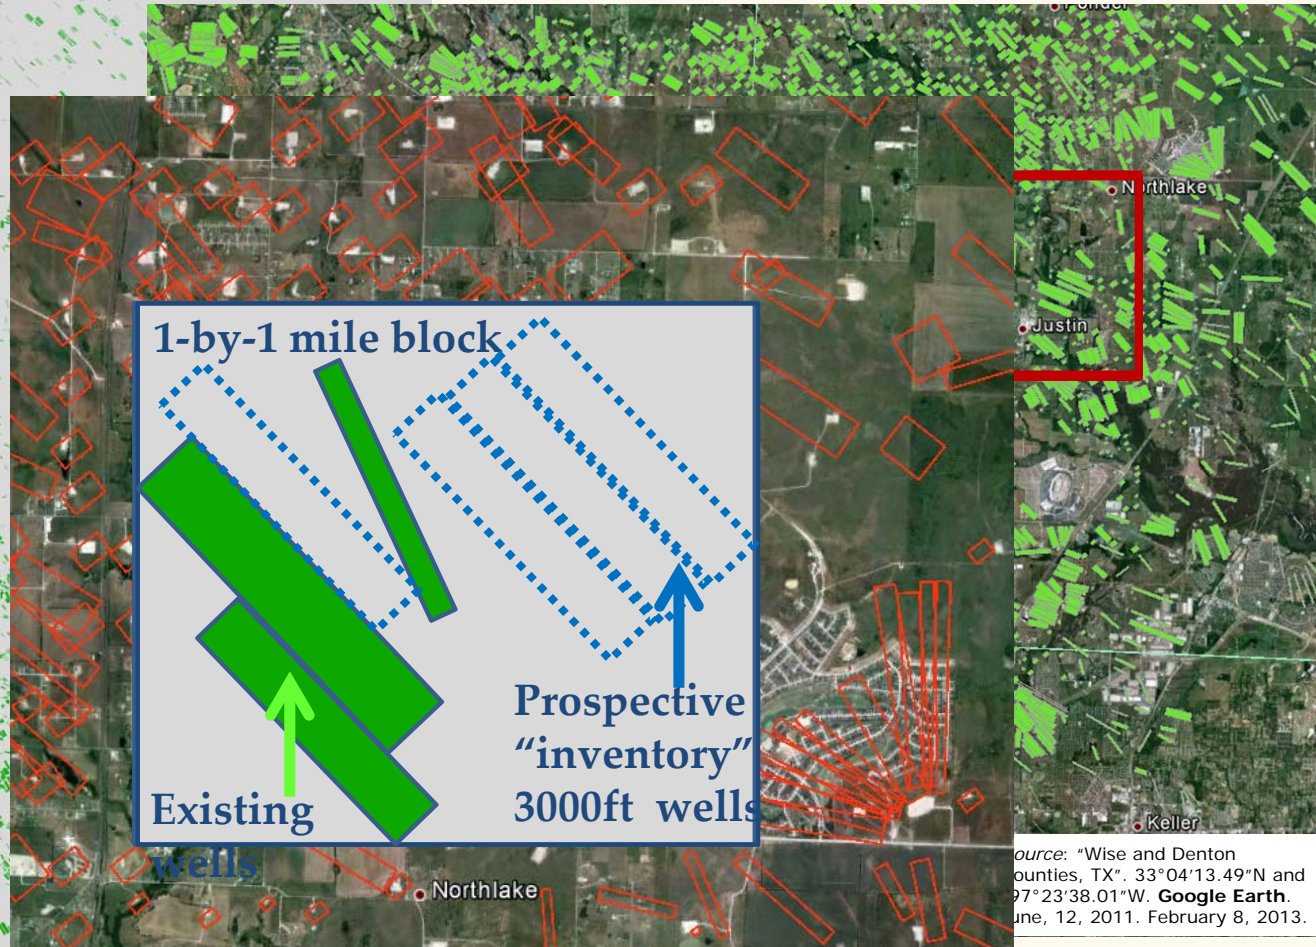 Ponder
Northlake
Justin
1-by-1 mile block
Prospective
“inventory”
3000ft wells
Existing
wells
Keller
Northlake
ource: "Wise and Denton
ounties, TX". 33°04'13.49"N and
97°23'38.01"W. Google Earth.
une, 12, 2011. February 8, 2013.